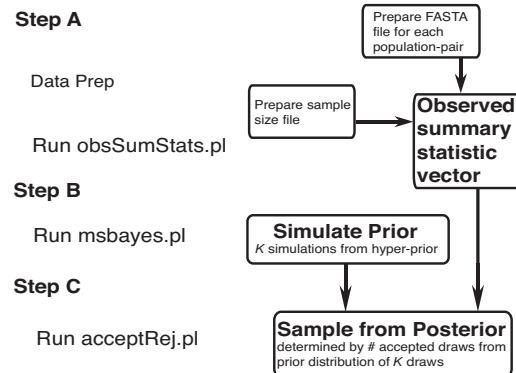 Step A
Prepare FASTA
file for each
population-pair
Data Prep
Prepare sample
size file
Observed
summary
statistic
vector
Run obsSumStats.pl
Step B
Run msbayes.pl
Simulate Prior
K simulations from hyper-prior
Step C
Run acceptRej.pl
Sample from Posterior
determined by # accepted draws from
prior distribution of K draws